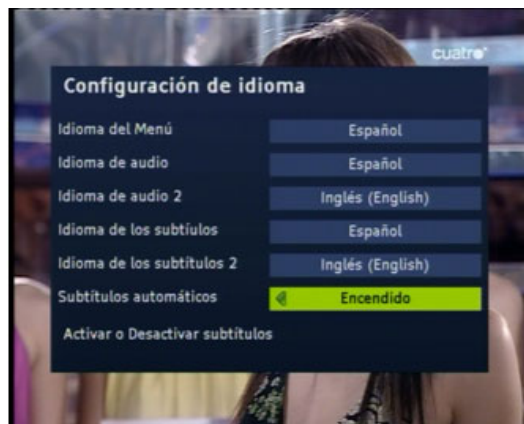 cuatro°
Configuración de idioma
Idioma del Menú Español
Idioma de audio Español
Idioma de audio 2 Inglés (English)
Idioma de los subtíulos Español
Idioma de los subtítulos 2 Inglés (English)
Subtítulos automáticos Encendido
Activar o Desactivar subtítulos